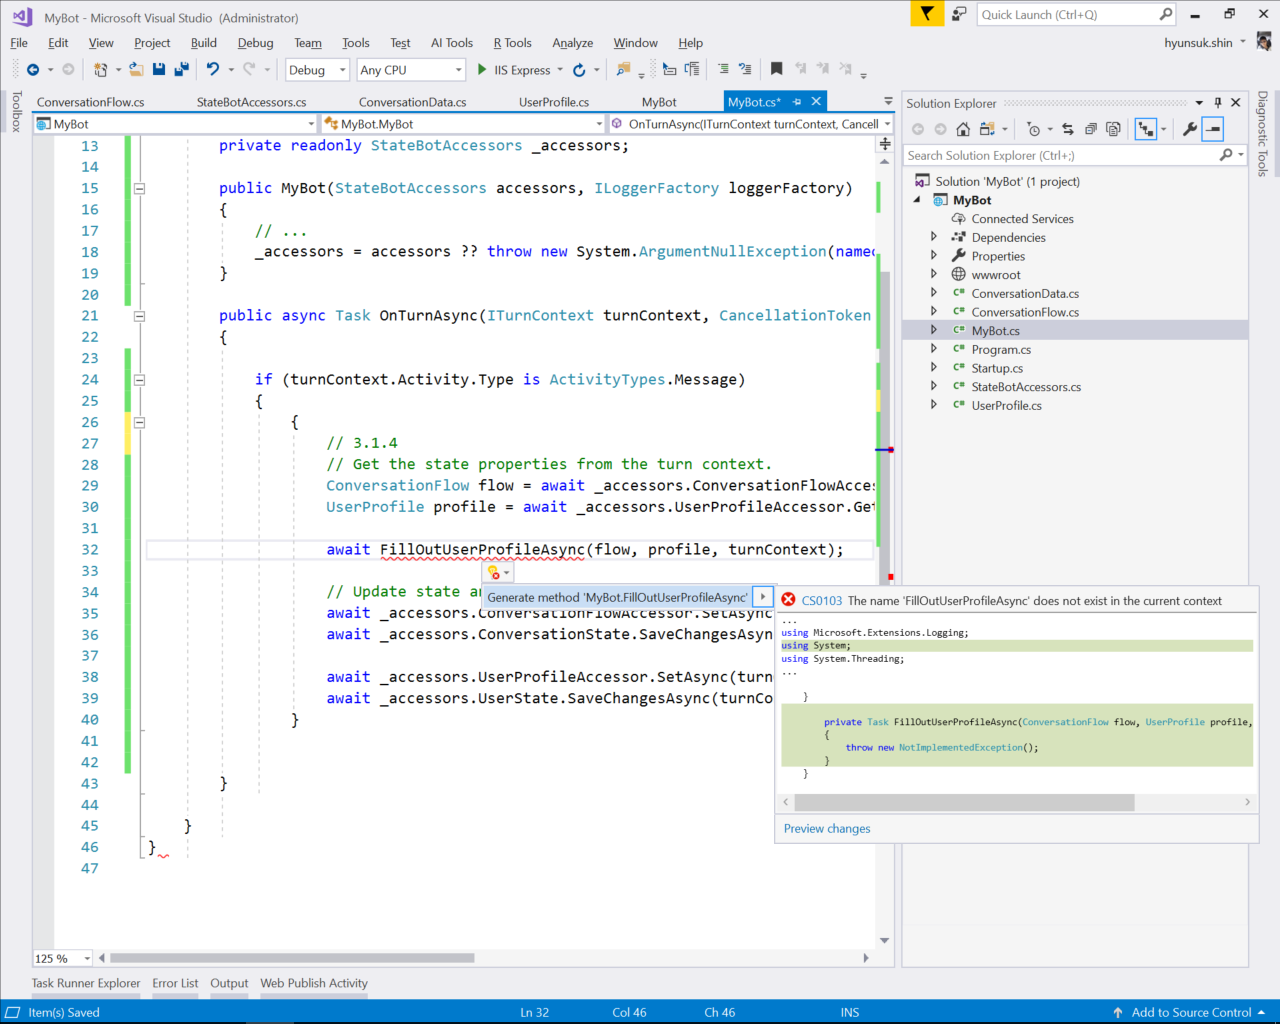 MyBot - Microsoft Visual Studio (Administrator)
Quick Launch (Ctrl+Q)
File Edit View Project Build Debug Team Tools Test AI Tools R Tools Analyze Window Help
hyunsuk.shin
Debug Any CPU IIS Express
Toolbox
ConversationFlow.cs StateBotAccessors.cs ConversationData.cs UserProfile.cs MyBot MyBot.cs*
MyBot MyBot.MyBot OnTurnAsync(ITurnContext turnContext, Cancell
13 private readonly StateBotAccessors _accessors;
14
15 public MyBot(StateBotAccessors accessors, ILoggerFactory loggerFactory)
16 {
17 // ...
18 _accessors = accessors ?? throw new System.ArgumentNullException(name
19 }
20
21 public async Task OnTurnAsync(ITurnContext turnContext, CancellationToken
22 {
23
24 if (turnContext.Activity.Type is ActivityTypes.Message)
25 {
26 {
27 // 3.1.4
28 // Get the state properties from the turn context.
29 ConversationFlow flow = await _accessors.ConversationFlowAcce
30 UserProfile profile = await _accessors.UserProfileAccessor.Get
31
32 await FillOutUserProfileAsync(flow, profile, turnContext);
33
34 // Update state a
35 await _accessors.ConversationFlowAccessor.SetAsync
36 await _accessors.ConversationState.SaveChangesAsyn
37
38 await _accessors.UserProfileAccessor.SetAsync(turn
39 await _accessors.UserState.SaveChangesAsync(turnCo
40 }
41
42
43 }
44
45 }
46 }
47
Generate method 'MyBot.FillOutUserProfileAsync'
CS0103 The name 'FillOutUserProfileAsync' does not exist in the current context
...
using Microsoft.Extensions.Logging;
using System;
using System.Threading;
...
}
private Task FillOutUserProfileAsync(ConversationFlow flow, UserProfile profile,
{
throw new NotImplementedException();
}
}
Preview changes
Solution Explorer
Search Solution Explorer (Ctrl+;)
Solution 'MyBot' (1 project)
MyBot
Connected Services
Dependencies
Properties
wwwroot
C# ConversationData.cs
C# ConversationFlow.cs
C# MyBot.cs
C# Program.cs
C# Startup.cs
C# StateBotAccessors.cs
C# UserProfile.cs
Diagnostic Tools
125 %
Task Runner Explorer Error List Output Web Publish Activity
Item(s) Saved Ln 32 Col 46 Ch 46 INS Add to Source Control